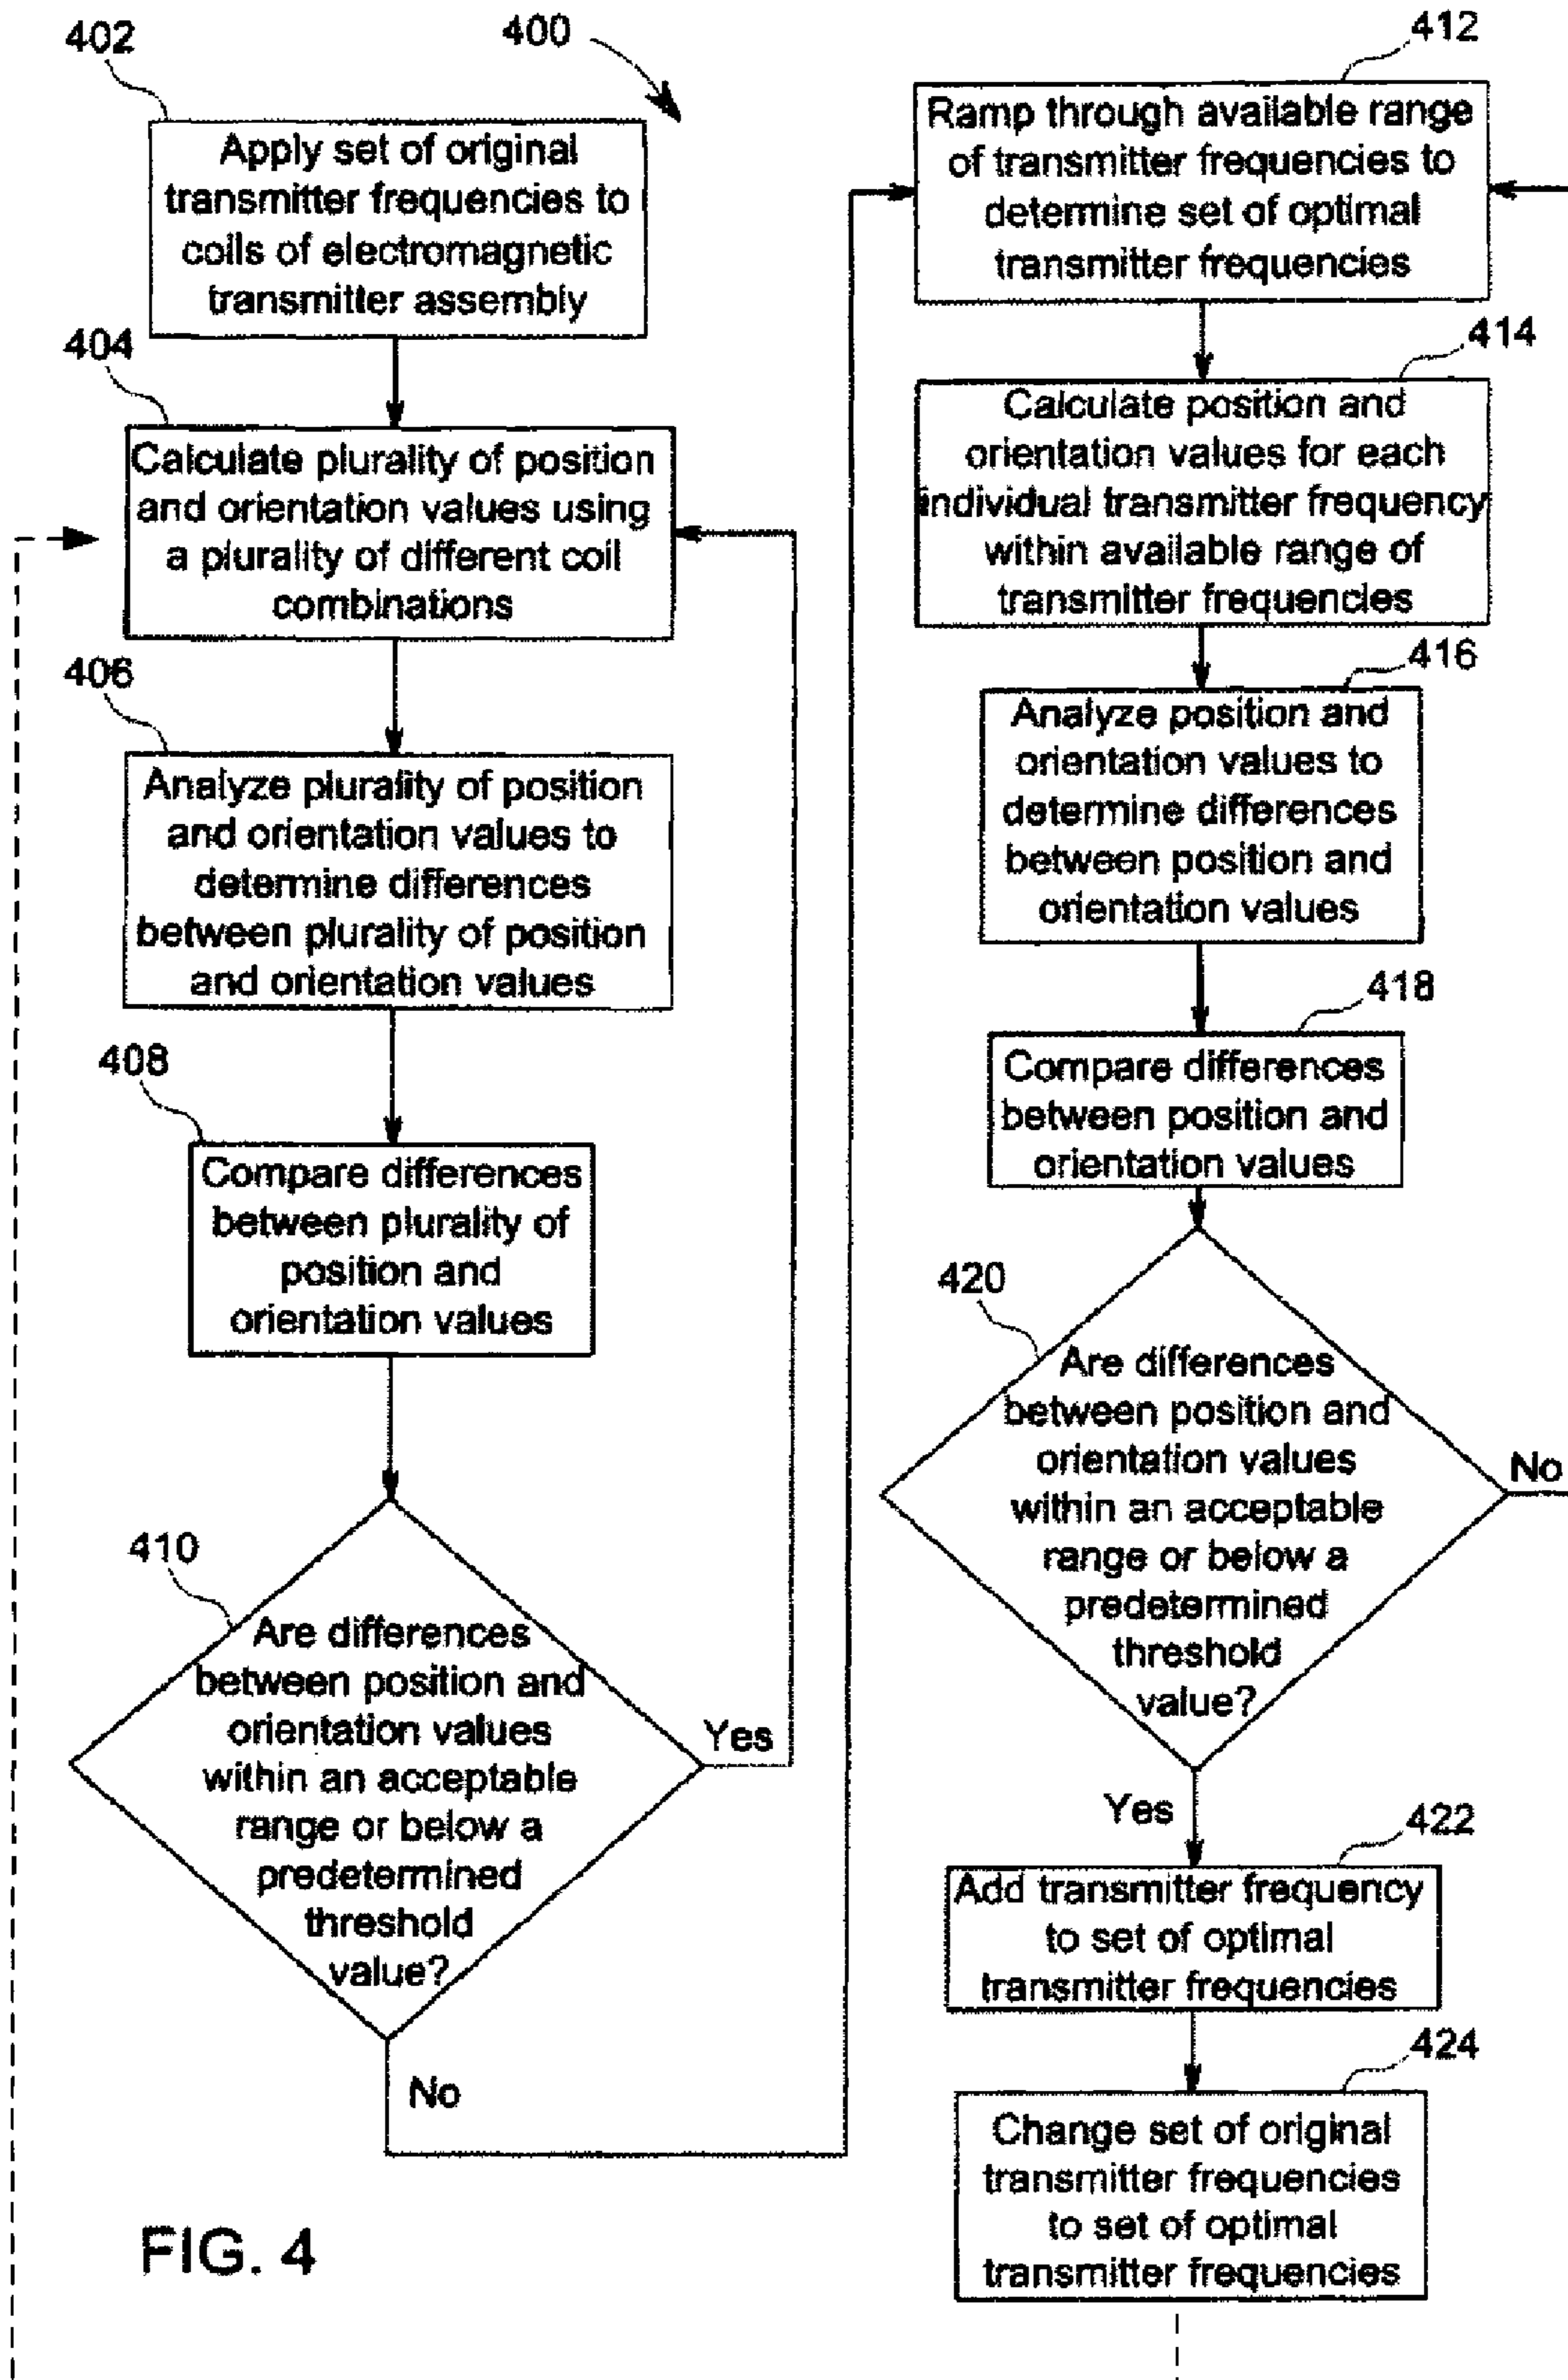 400
402
Apply set of original
transmitter frequencies to
coils of electromagnetic
transmitter assembly
404
Calculate plurality of position
and orientation values using
a plurality of different coil
combinations
406
Analyze plurality of position
and orientation values to
determine differences
between plurality of position
and orientation values
408
Compare differences
between plurality of
position and
orientation values
410
Are differences
between position and
orientation values
within an acceptable
range or below a
predetermined
threshold
value?
Yes
No
412
Ramp through available range
of transmitter frequencies to
determine set of optimal
transmitter frequencies
414
Calculate position and
orientation values for each
individual transmitter frequency
within available range of
transmitter frequencies
416
Analyze position and
orientation values to
determine differences
between position and
orientation values
418
Compare differences
between position and
orientation values
420
Are differences
between position and
orientation values
within an acceptable
range or below a
predetermined
threshold
value?
No
Yes
422
Add transmitter frequency
to set of optimal
transmitter frequencies
424
Change set of original
transmitter frequencies
to set of optimal
transmitter frequencies
FIG. 4